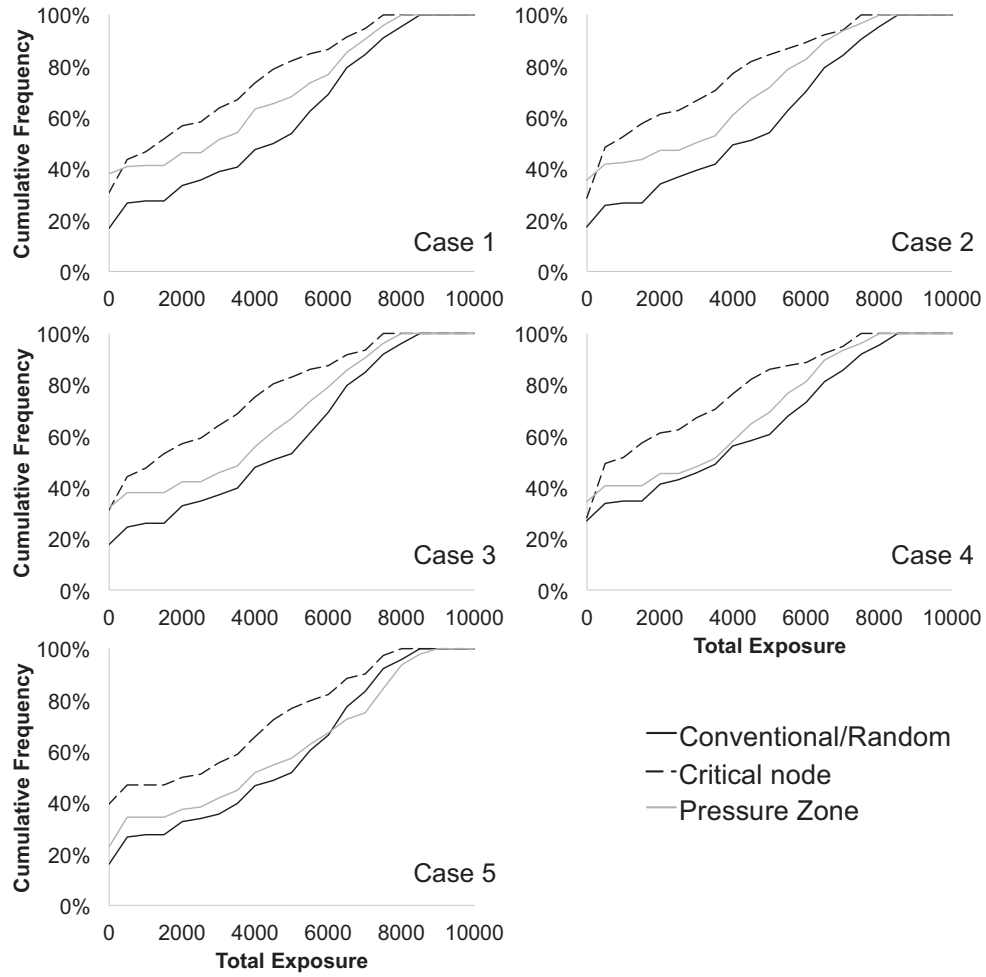 Cumulative Frequency
100%
80%
60%
40%
20%
0%
Case 1
0 2000 4000 6000 8000 10000
100%
80%
60%
40%
20%
0%
Case 2
0 2000 4000 6000 8000 10000
Cumulative Frequency
100%
80%
60%
40%
20%
0%
Case 3
0 2000 4000 6000 8000 10000
100%
80%
60%
40%
20%
0%
Case 4
0 2000 4000 6000 8000 10000
Total Exposure
Cumulative Frequency
100%
80%
60%
40%
20%
0%
Case 5
0 2000 4000 6000 8000 10000
Total Exposure
Conventional/Random
Critical node
Pressure Zone